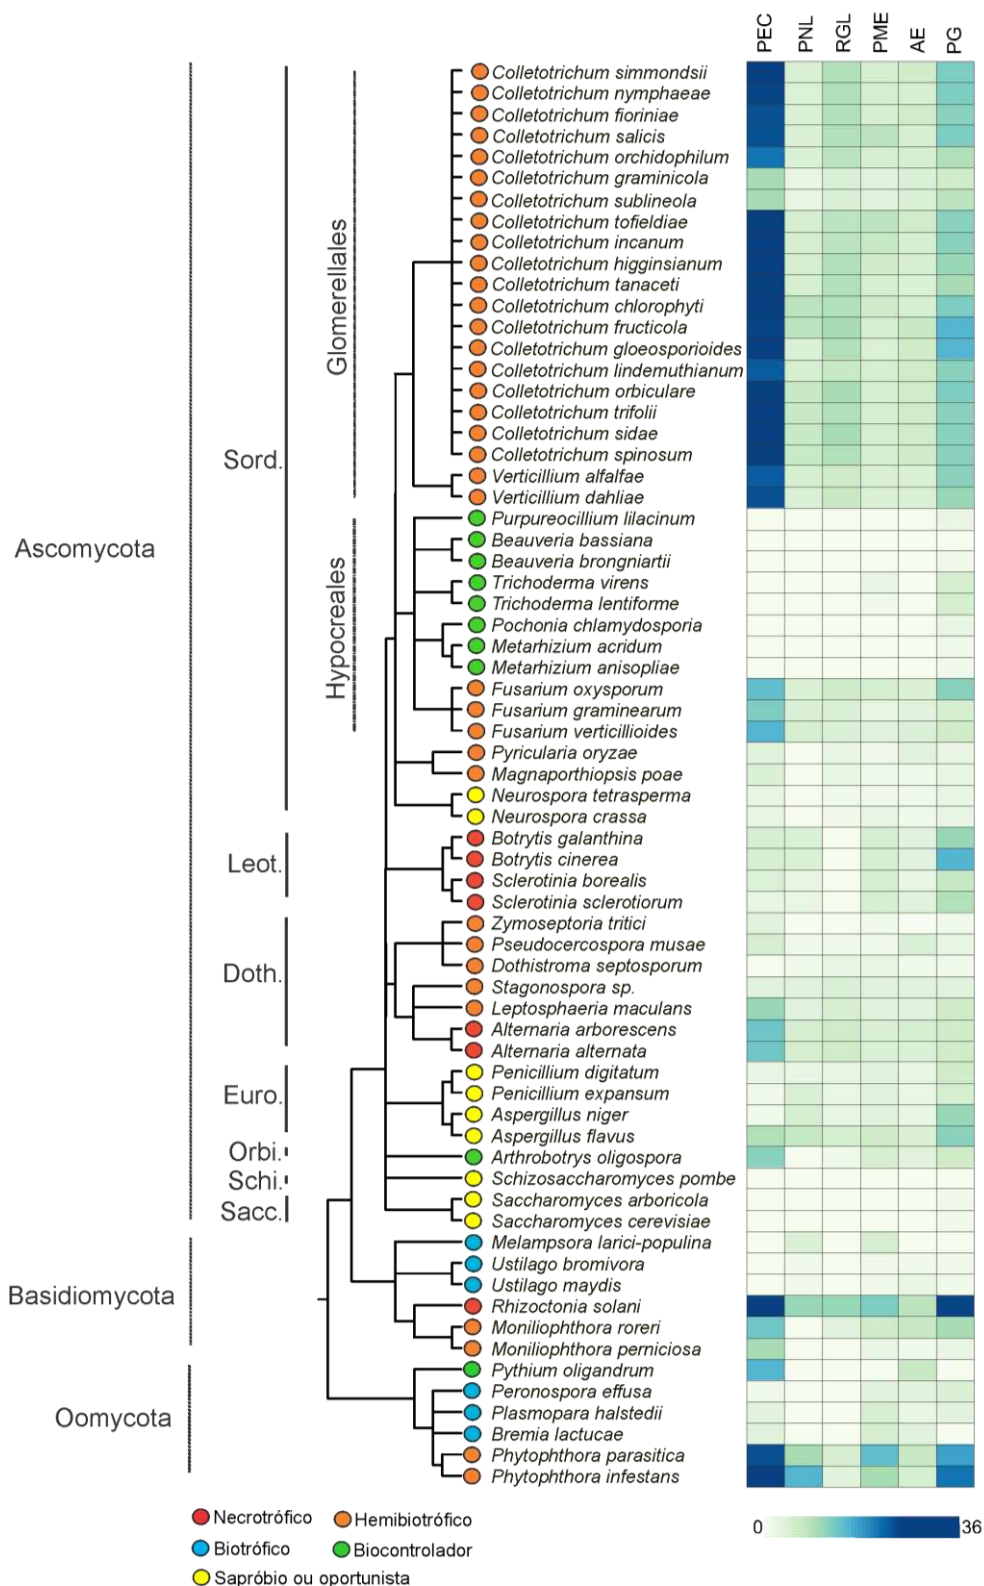 PEC PNL RGL PME AE PG
Colletotrichum simmondsii
Colletotrichum nymphaeae
Colletotrichum fioriniae
Colletotrichum salicis
Colletotrichum orchidophilum
Colletotrichum graminicola
Colletotrichum sublineola
Colletotrichum tofieldiae
Colletotrichum incanum
Colletotrichum higginsianum
Colletotrichum tanaceti
Colletotrichum chlorophyti
Colletotrichum fructicola
Colletotrichum gloeosporioides
Colletotrichum lindemuthianum
Colletotrichum orbiculare
Colletotrichum trifolii
Colletotrichum sidae
Colletotrichum spinosum
Verticillium alfalfae
Verticillium dahliae
Glomerellales
Sord.
Ascomycota
Purpureocillium lilacinum
Beauveria bassiana
Beauveria brongniartii
Trichoderma virens
Trichoderma lentiforme
Pochonia chlamydosporia
Metarhizium acridum
Metarhizium anisopliae
Fusarium oxysporum
Fusarium graminearum
Fusarium verticillioides
Hypocreales
Pyricularia oryzae
Magnaporthiopsis poae
Neurospora tetrasperma
Neurospora crassa
Botrytis galanthina
Botrytis cinerea
Sclerotinia borealis
Sclerotinia sclerotiorum
Leot.
Zymoseptoria tritici
Pseudocercospora musae
Dothistroma septosporum
Stagonospora sp.
Leptosphaeria maculans
Alternaria arborescens
Alternaria alternata
Doth.
Penicillium digitatum
Penicillium expansum
Aspergillus niger
Aspergillus flavus
Euro.
Arthrobotrys oligospora
Orbi.
Schizosaccharomyces pombe
Schi.
Saccharomyces arboricola
Saccharomyces cerevisiae
Sacc.
Melampsora larici-populina
Ustilago bromivora
Ustilago maydis
Rhizoctonia solani
Moniliophthora roreri
Moniliophthora perniciosa
Basidiomycota
Pythium oligandrum
Peronospora effusa
Plasmopara halstedii
Bremia lactucae
Phytophthora parasitica
Phytophthora infestans
Oomycota
Necrotrófico
Hemibiotrófico
Biotrófico
Biocontrolador
Sapróbio ou oportunista
0 36